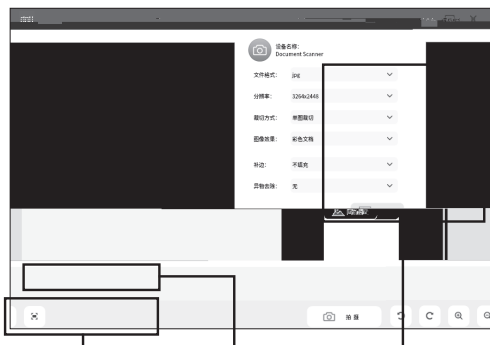 设备名称:
Document Scanner
文件格式: jpg
分辨率: 3264x2448
裁切方式: 单图裁切
图像效果: 彩色文档
补边: 不填充
异物去除: 无
拍摄